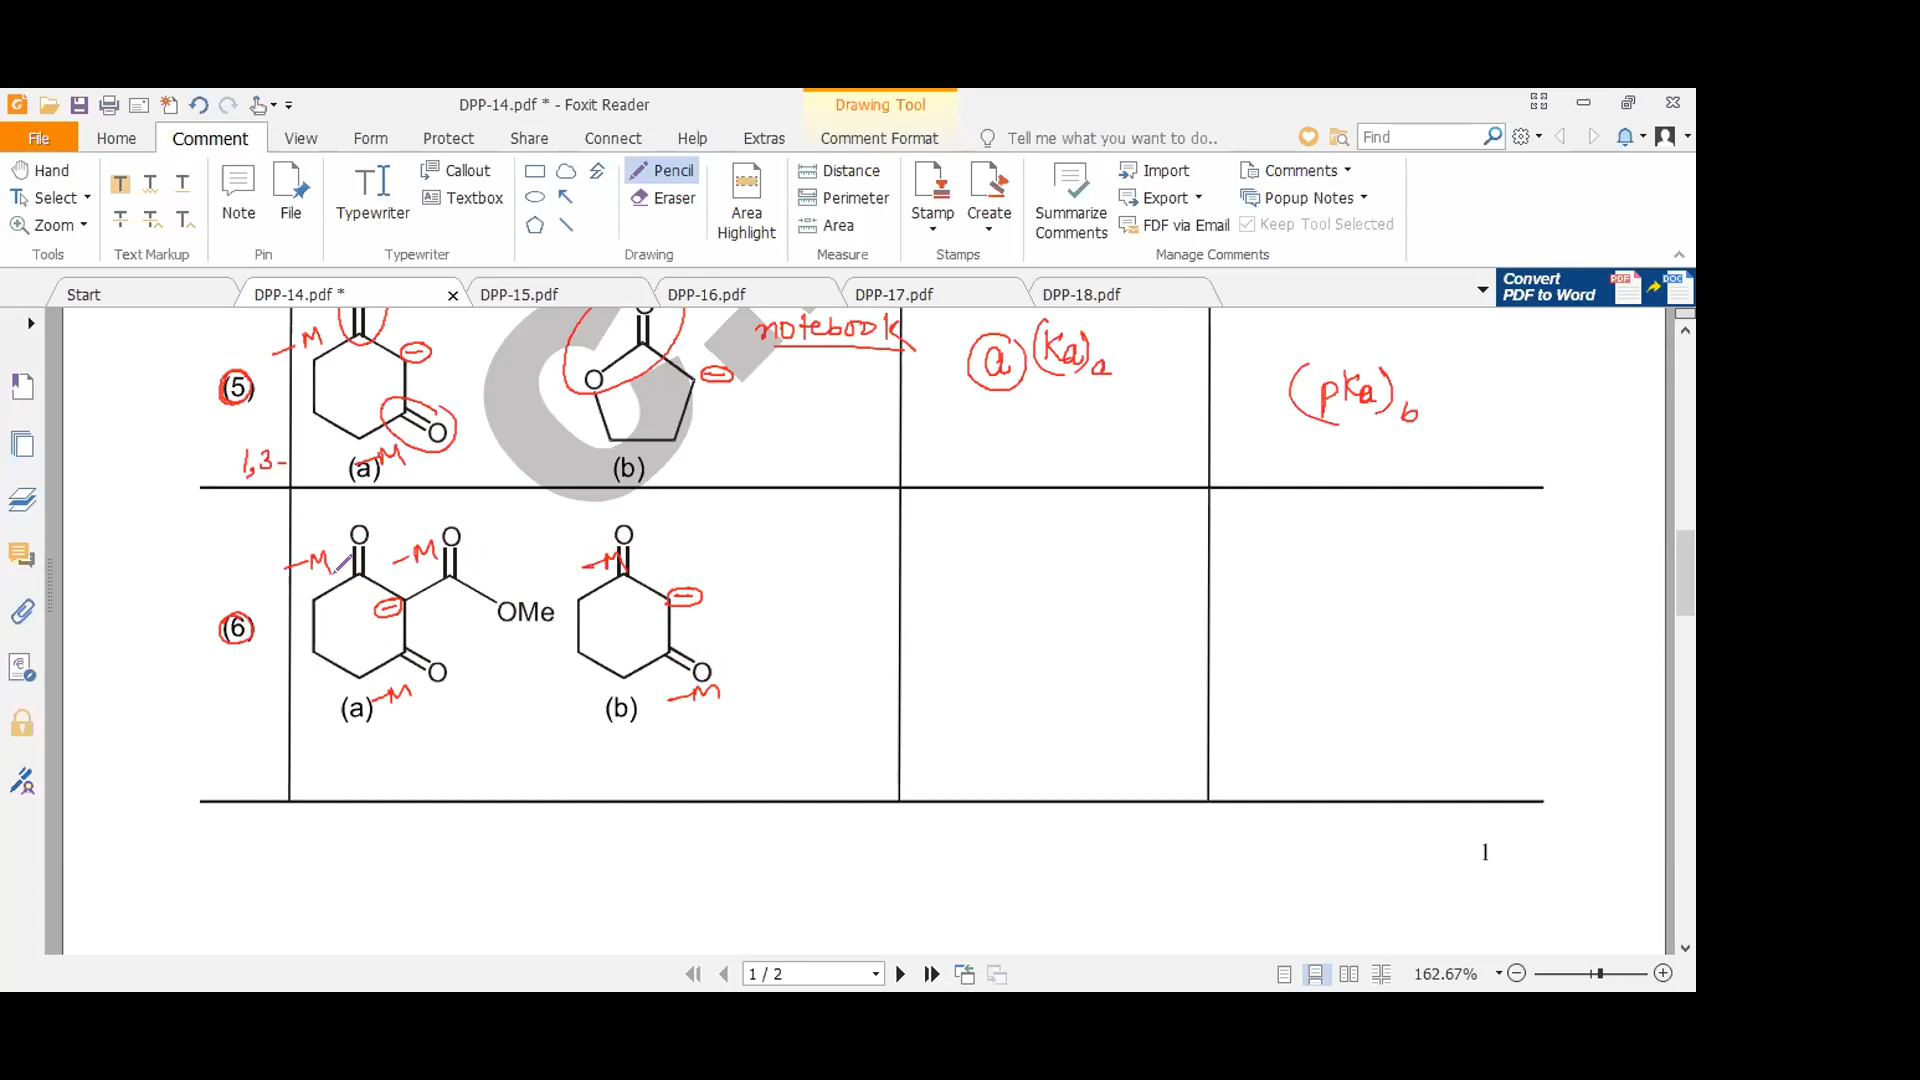 DPP-14.pdf * - Foxit Reader
Drawing Tool
File Home Comment View Form Protect Share Connect Help Extras Comment Format Tell me what you want to do.. Find
Hand
Select
Zoom
Tools
Text Markup
Note
File
Pin
Typewriter
Callout
Textbox
Typewriter
Pencil
Eraser
Area Highlight
Drawing
Distance
Perimeter
Area
Measure
Stamp
Create
Stamps
Summarize Comments
Import
Export
FDF via Email
Comments
Popup Notes
Keep Tool Selected
Manage Comments
Start DPP-14.pdf * DPP-15.pdf DPP-16.pdf DPP-17.pdf DPP-18.pdf
Convert PDF to Word
PDF DOC
notebook
-M
(5)
O
O
a (Ka)a
(pKa)b
1,3-
(a) -M
(b)
O O O
-M -M -M
(6)
OMe
O O
-M -M
(a) (b)
1
1 / 2
162.67%